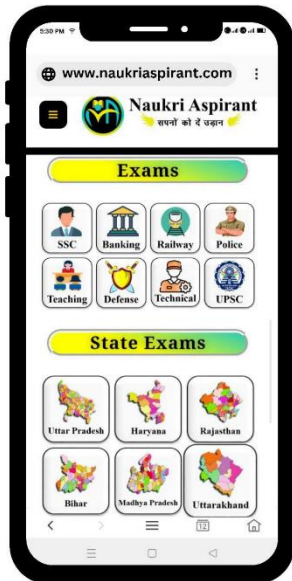 5:30 PM
www.naukriaspirant.com
Naukri Aspirant
सपनों को दें उड़ान
Exams
SSC Banking Railway Police
Teaching Defense Technical UPSC
State Exams
Uttar Pradesh Haryana Rajasthan
Bihar Madhya Pradesh Uttarakhand
12